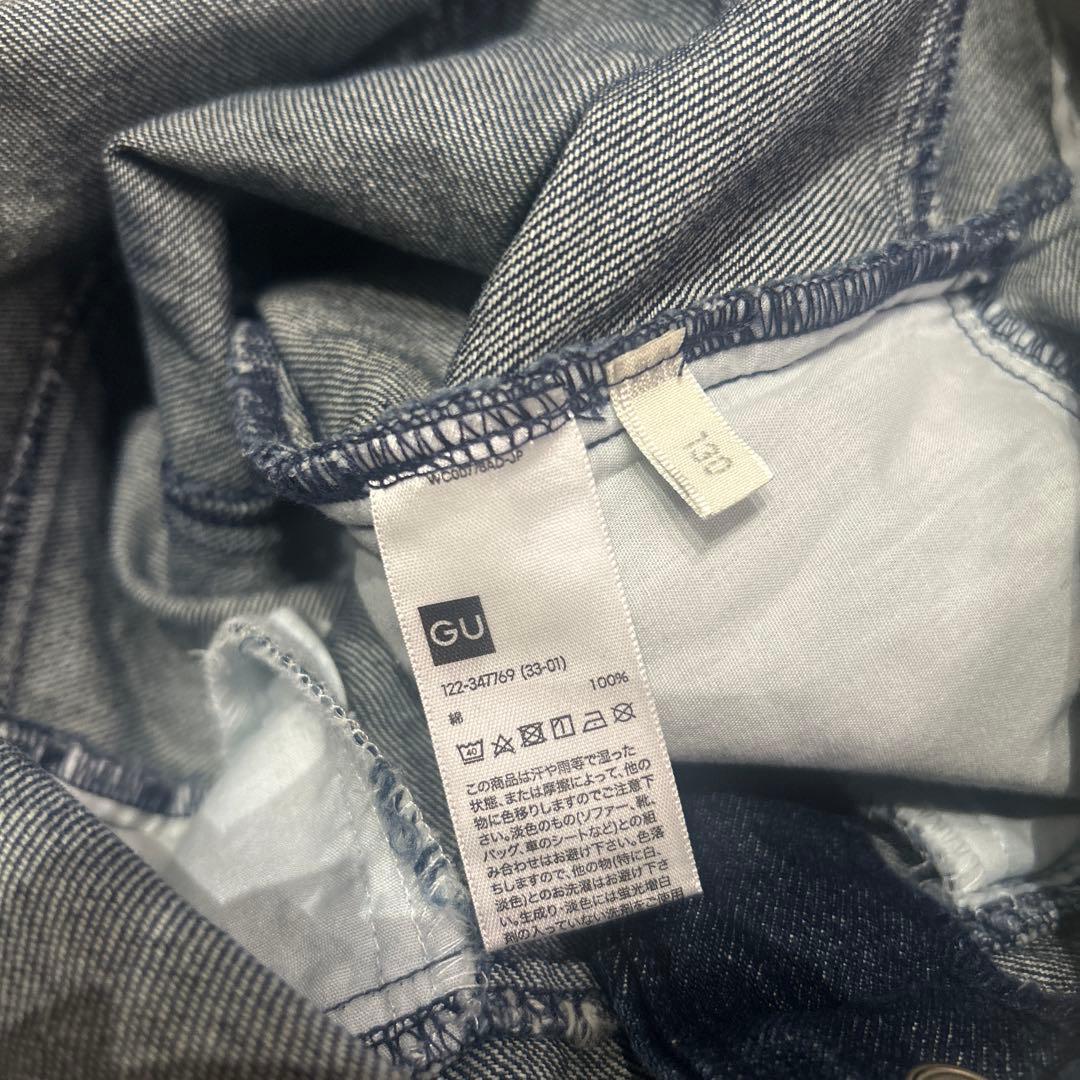 130
WC00778AD-JP
GU
122-347769 (33-01)
綿 100%
40
この商品は汗や雨等で湿った
状態、または摩擦によって、他の
物に色移りしますのでご注意下
さい。淡色のもの(ソファー、靴、
バッグ、車のシートなど)との組
み合わせはお避け下さい。色落
ちしますので、他の物(特に白、
淡色)とのお洗濯はお避け下さ
い。生成り・淡色には蛍光増白
剤の入っていない洗剤をご使用